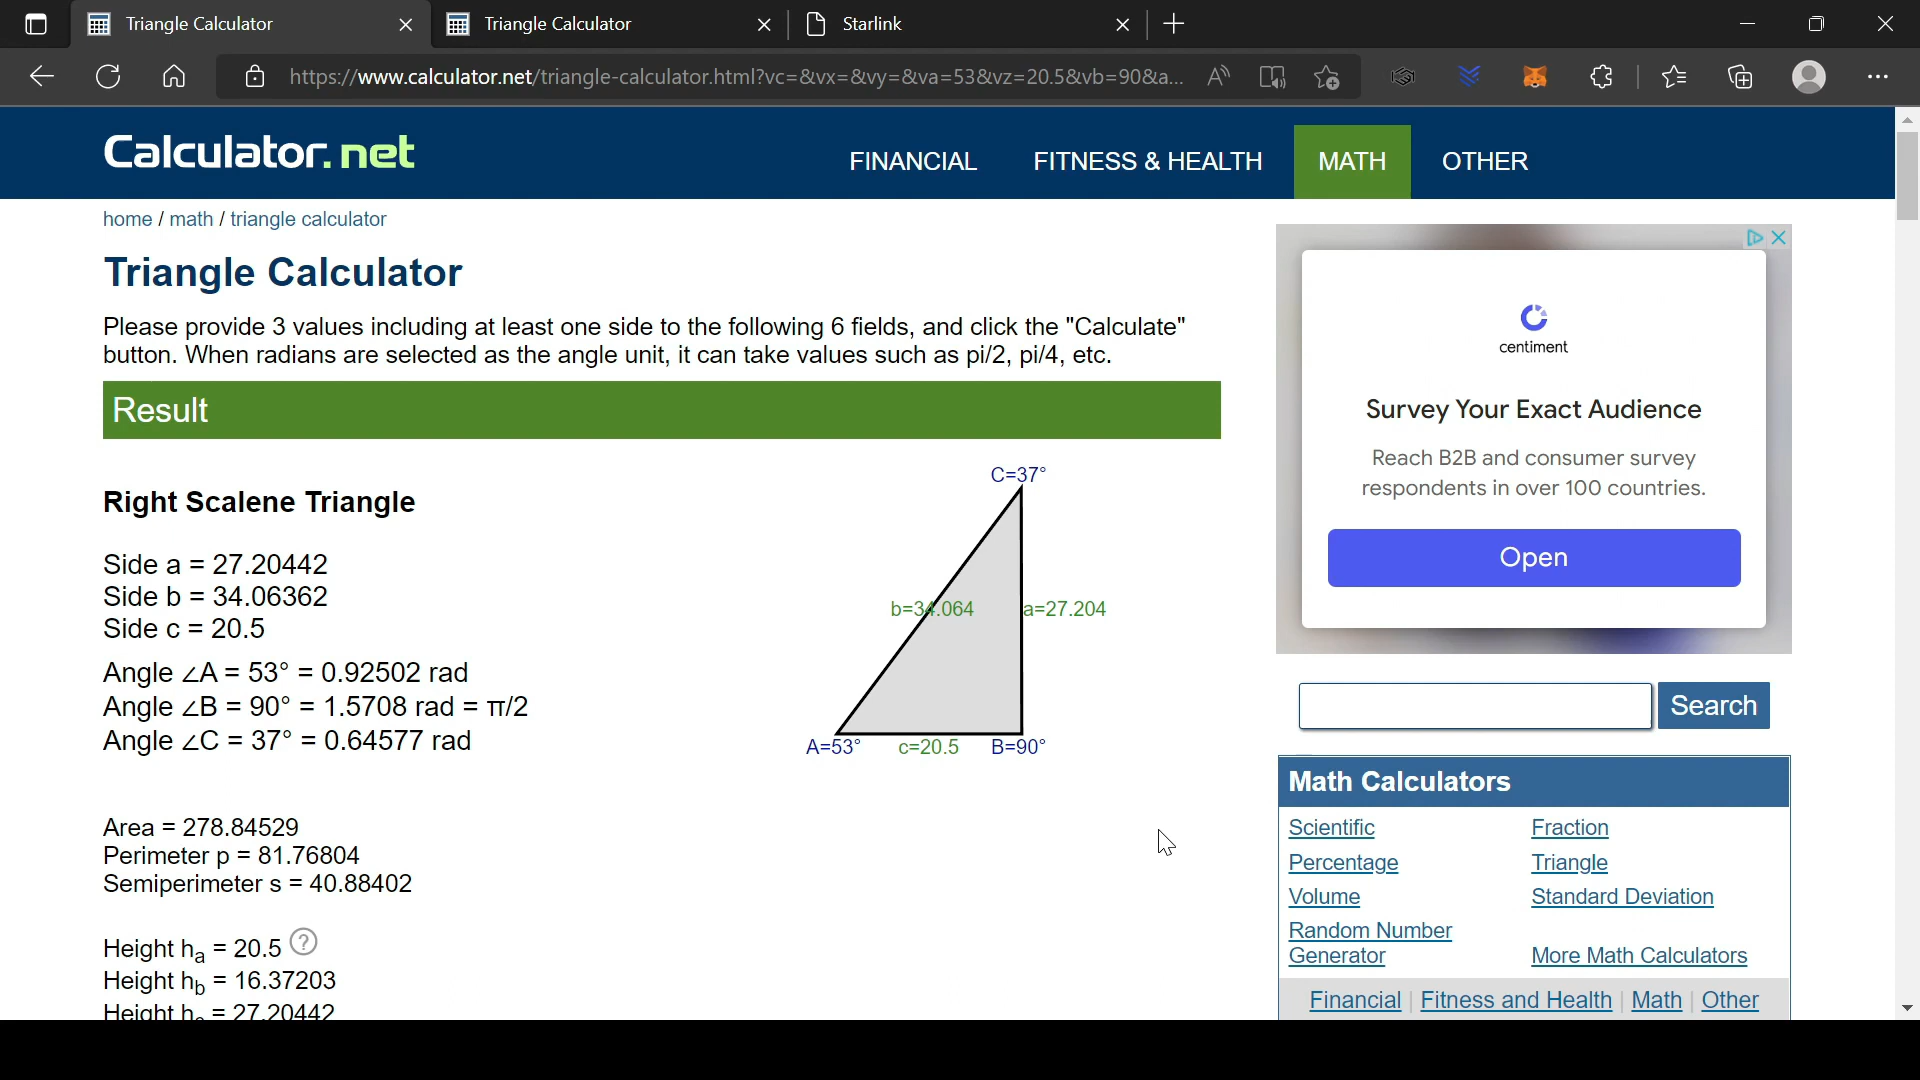 Triangle Calculator
Triangle Calculator
Starlink
https://www.calculator.net/triangle-calculator.html?vc=&vx=&vy=&va=53&vz=20.5&vb=90&a...
Calculator.net
FINANCIAL
FITNESS & HEALTH
MATH
OTHER
home / math / triangle calculator
Triangle Calculator
Please provide 3 values including at least one side to the following 6 fields, and click the "Calculate"
button. When radians are selected as the angle unit, it can take values such as pi/2, pi/4, etc.
Result
Right Scalene Triangle
Side a = 27.20442
Side b = 34.06362
Side c = 20.5
Angle ∠A = 53° = 0.92502 rad
Angle ∠B = 90° = 1.5708 rad = π/2
Angle ∠C = 37° = 0.64577 rad
C=37°
b=34.064
a=27.204
A=53°
c=20.5
B=90°
Area = 278.84529
Perimeter p = 81.76804
Semiperimeter s = 40.88402
Height ha = 20.5
Height hb = 16.37203
Height hc = 27.20442
centiment
Survey Your Exact Audience
Reach B2B and consumer survey
respondents in over 100 countries.
Open
Search
Math Calculators
Scientific
Fraction
Percentage
Triangle
Volume
Standard Deviation
Random Number
Generator
More Math Calculators
Financial | Fitness and Health | Math | Other